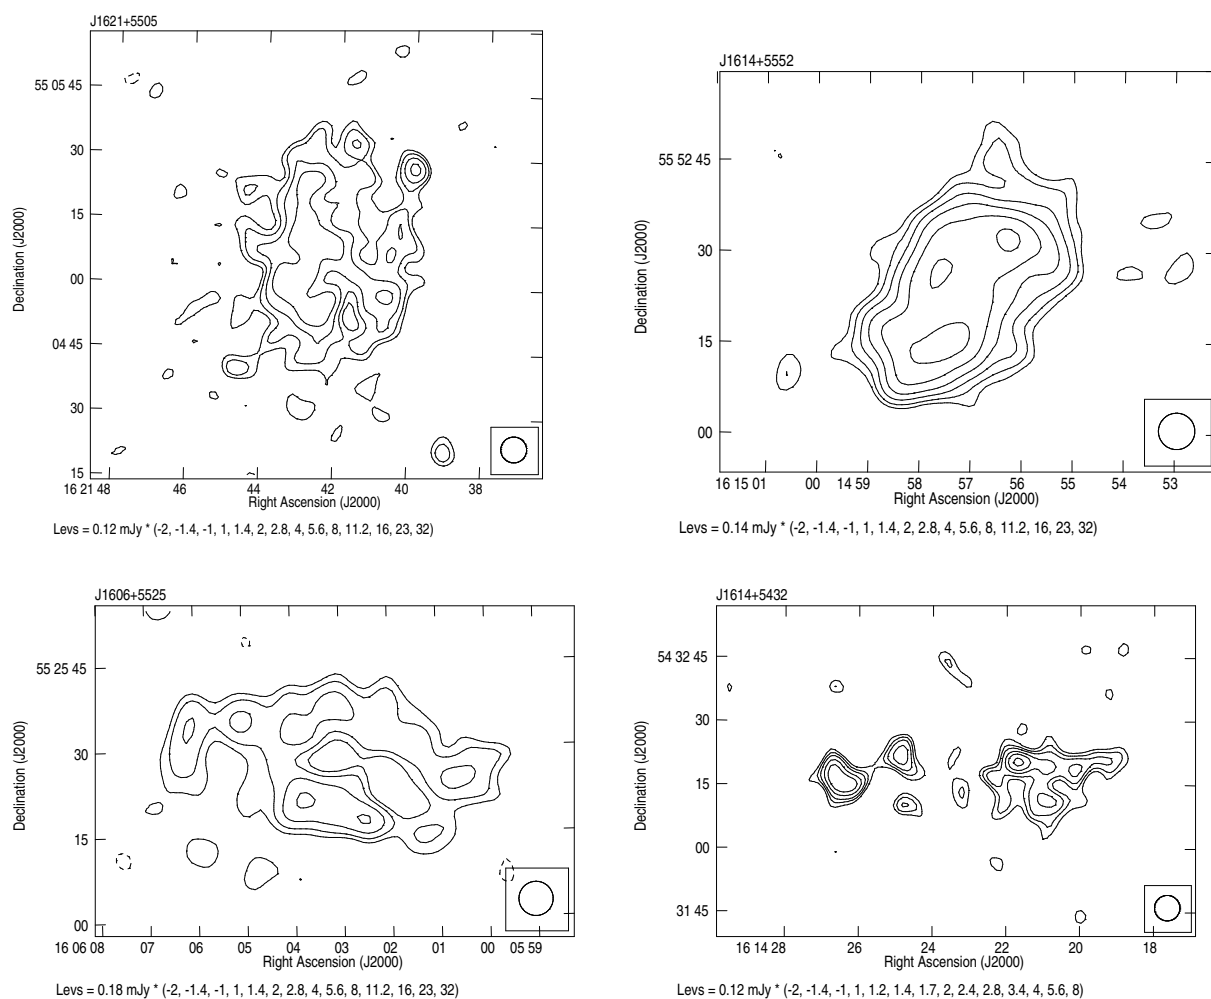 J1621+5505
55 05 45
30
15
00
04 45
30
15
16 21 48 46 44 42 40 38
Declination (J2000)
Right Ascension (J2000)
Levs = 0.12 mJy * (-2, -1.4, -1, 1, 1.4, 2, 2.8, 4, 5.6, 8, 11.2, 16, 23, 32)
J1614+5552
55 52 45
30
15
00
16 15 01 00 14 59 58 57 56 55 54 53
Declination (J2000)
Right Ascension (J2000)
Levs = 0.14 mJy * (-2, -1.4, -1, 1, 1.4, 2, 2.8, 4, 5.6, 8, 11.2, 16, 23, 32)
J1606+5525
55 25 45
30
15
00
16 06 08 07 06 05 04 03 02 01 00 05 59
Declination (J2000)
Right Ascension (J2000)
Levs = 0.18 mJy * (-2, -1.4, -1, 1, 1.4, 2, 2.8, 4, 5.6, 8, 11.2, 16, 23, 32)
J1614+5432
54 32 45
30
15
00
31 45
16 14 28 26 24 22 20 18
Declination (J2000)
Right Ascension (J2000)
Levs = 0.12 mJy * (-2, -1.4, -1, 1, 1.2, 1.4, 1.7, 2, 2.4, 2.8, 3.4, 4, 5.6, 8)